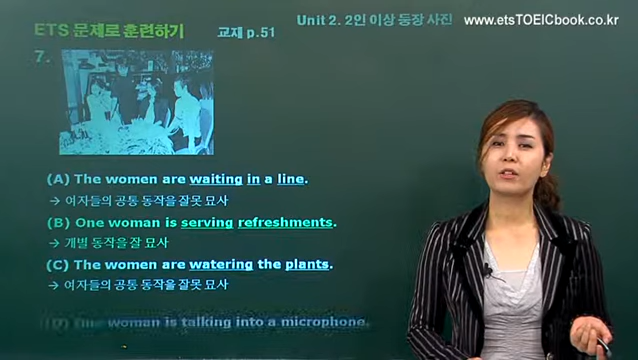 ETS 문제로 훈련하기 교재 p.51
Unit 2. 2인 이상 등장 사진
www.etsTOEICbook.co.kr
7.
(A) The women are waiting in a line.
→ 여자들의 공통 동작을 잘못 묘사
(B) One woman is serving refreshments.
→ 개별 동작을 잘 묘사
(C) The women are watering the plants.
→ 여자들의 공통 동작을 잘못 묘사
(D) One woman is talking into a microphone.